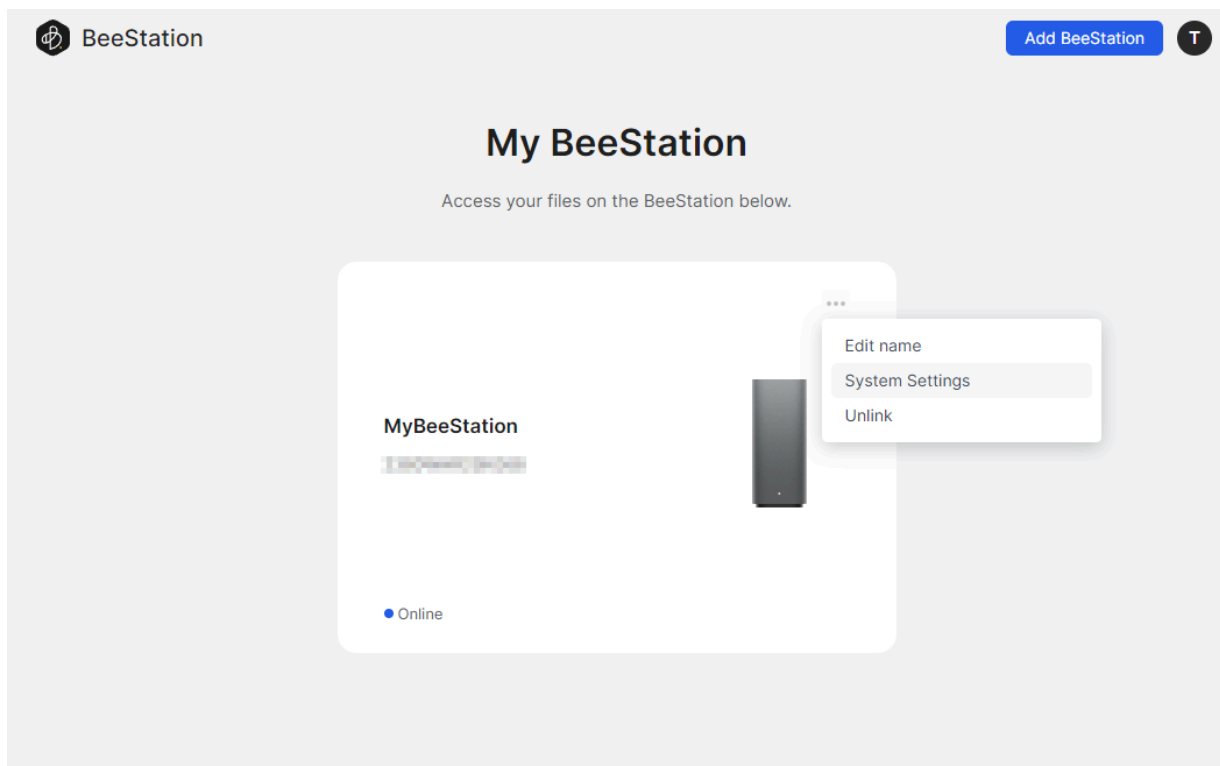 BeeStation
Add BeeStation
T
My BeeStation
Access your files on the BeeStation below.
Edit name
System Settings
Unlink
MyBeeStation
Online